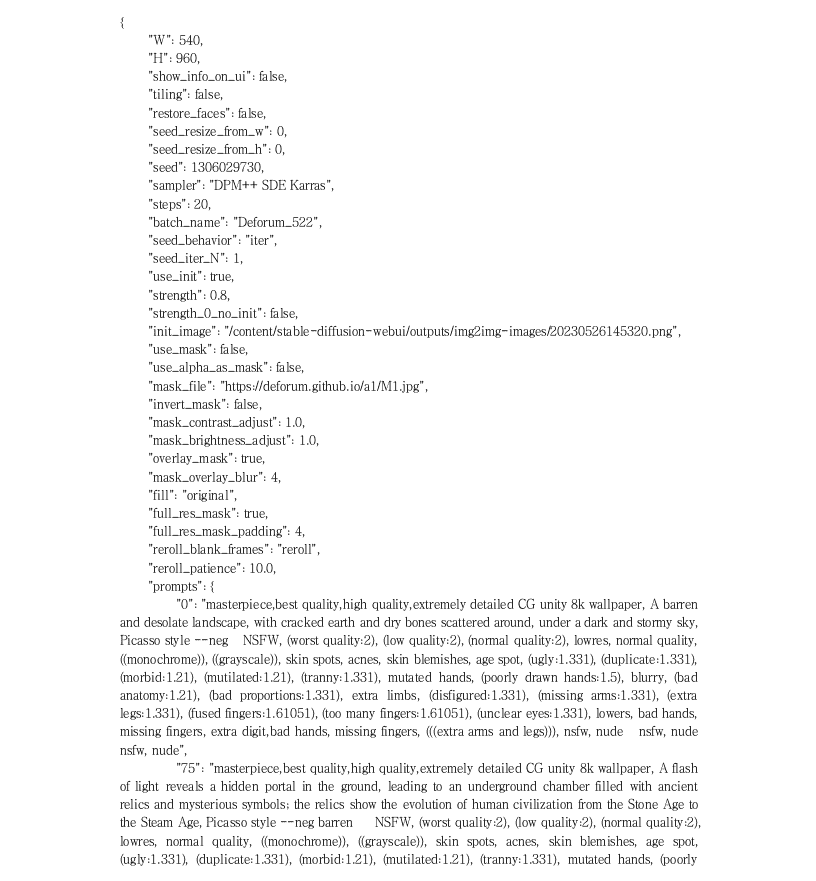 {
"W": 540,
"H": 960,
"show_info_on_ui": false,
"tiling": false,
"restore_faces": false,
"seed_resize_from_w": 0,
"seed_resize_from_h": 0,
"seed": 1306029730,
"sampler": "DPM++ SDE Karras",
"steps": 20,
"batch_name": "Deforum_522",
"seed_behavior": "iter",
"seed_iter_N": 1,
"use_init": true,
"strength": 0.8,
"strength_0_no_init": false,
"init_image": "/content/stable-diffusion-webui/outputs/img2img-images/20230526145320.png",
"use_mask": false,
"use_alpha_as_mask": false,
"mask_file": "https://deforum.github.io/a1/M1.jpg",
"invert_mask": false,
"mask_contrast_adjust": 1.0,
"mask_brightness_adjust": 1.0,
"overlay_mask": true,
"mask_overlay_blur": 4,
"fill": "original",
"full_res_mask": true,
"full_res_mask_padding": 4,
"reroll_blank_frames": "reroll",
"reroll_patience": 10.0,
"prompts": {
"0": "masterpiece,best quality,high quality,extremely detailed CG unity 8k wallpaper, A barren
and desolate landscape, with cracked earth and dry bones scattered around, under a dark and stormy sky,
Picasso style --neg NSFW, (worst quality:2), (low quality:2), (normal quality:2), lowres, normal quality,
((monochrome)), ((grayscale)), skin spots, acnes, skin blemishes, age spot, (ugly:1.331), (duplicate:1.331),
(morbid:1.21), (mutilated:1.21), (tranny:1.331), mutated hands, (poorly drawn hands:1.5), blurry, (bad
anatomy:1.21), (bad proportions:1.331), extra limbs, (disfigured:1.331), (missing arms:1.331), (extra
legs:1.331), (fused fingers:1.61051), (too many fingers:1.61051), (unclear eyes:1.331), lowers, bad hands,
missing fingers, extra digit,bad hands, missing fingers, (((extra arms and legs))), nsfw, nude nsfw, nude
nsfw, nude",
"75": "masterpiece,best quality,high quality,extremely detailed CG unity 8k wallpaper, A flash
of light reveals a hidden portal in the ground, leading to an underground chamber filled with ancient
relics and mysterious symbols; the relics show the evolution of human civilization from the Stone Age to
the Steam Age, Picasso style --neg barren NSFW, (worst quality:2), (low quality:2), (normal quality:2),
lowres, normal quality, ((monochrome)), ((grayscale)), skin spots, acnes, skin blemishes, age spot,
(ugly:1.331), (duplicate:1.331), (morbid:1.21), (mutilated:1.21), (tranny:1.331), mutated hands, (poorly